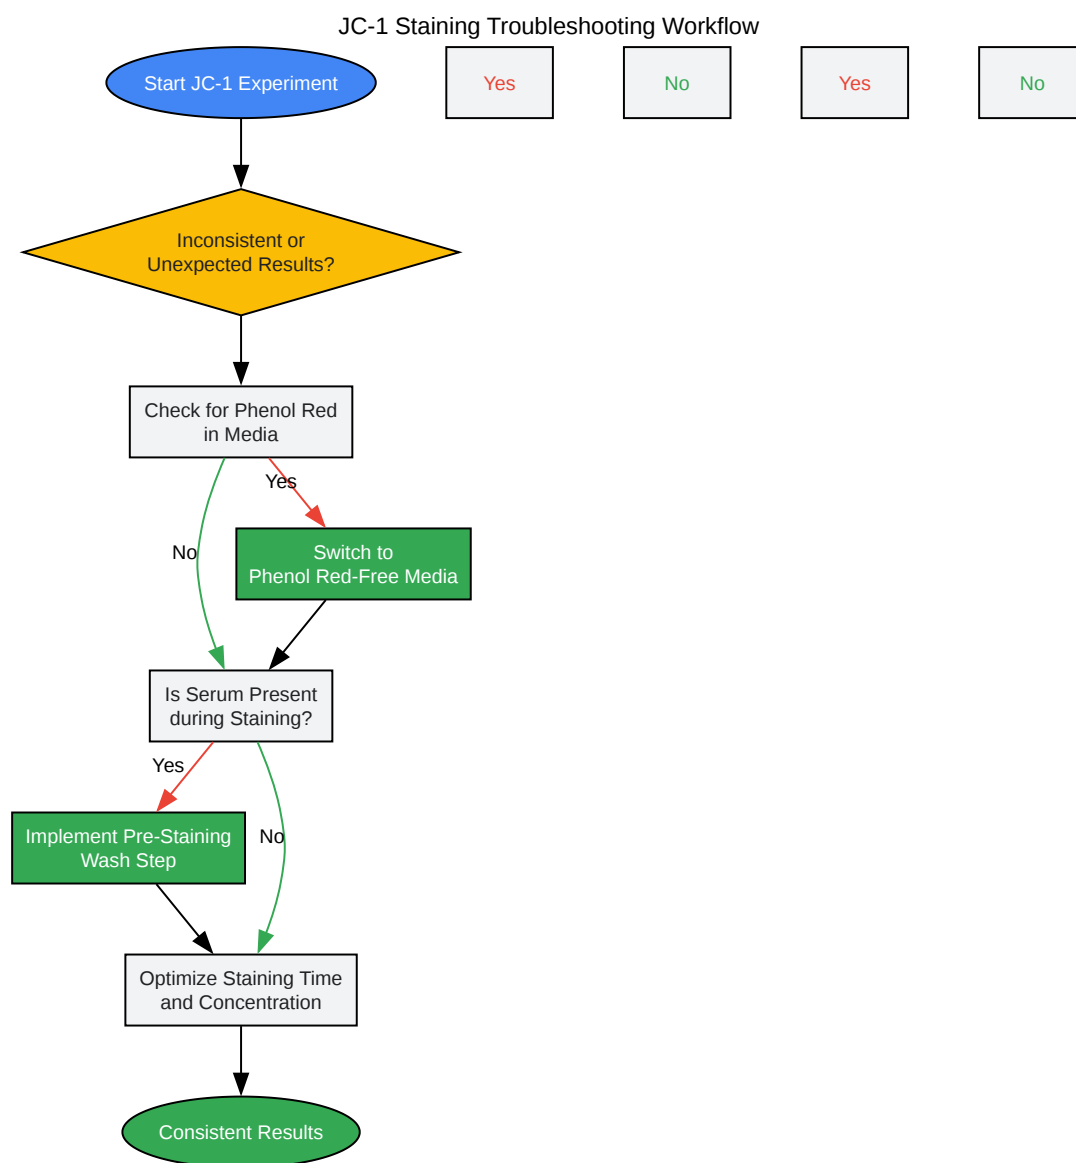 JC-1 Staining Troubleshooting Workflow
Start JC-1 Experiment
Yes
No
Yes
No
Inconsistent or
Unexpected Results?
Check for Phenol Red
in Media
Yes
No
Switch to
Phenol Red-Free Media
Is Serum Present
during Staining?
Yes
No
Implement Pre-Staining
Wash Step
Optimize Staining Time
and Concentration
Consistent Results